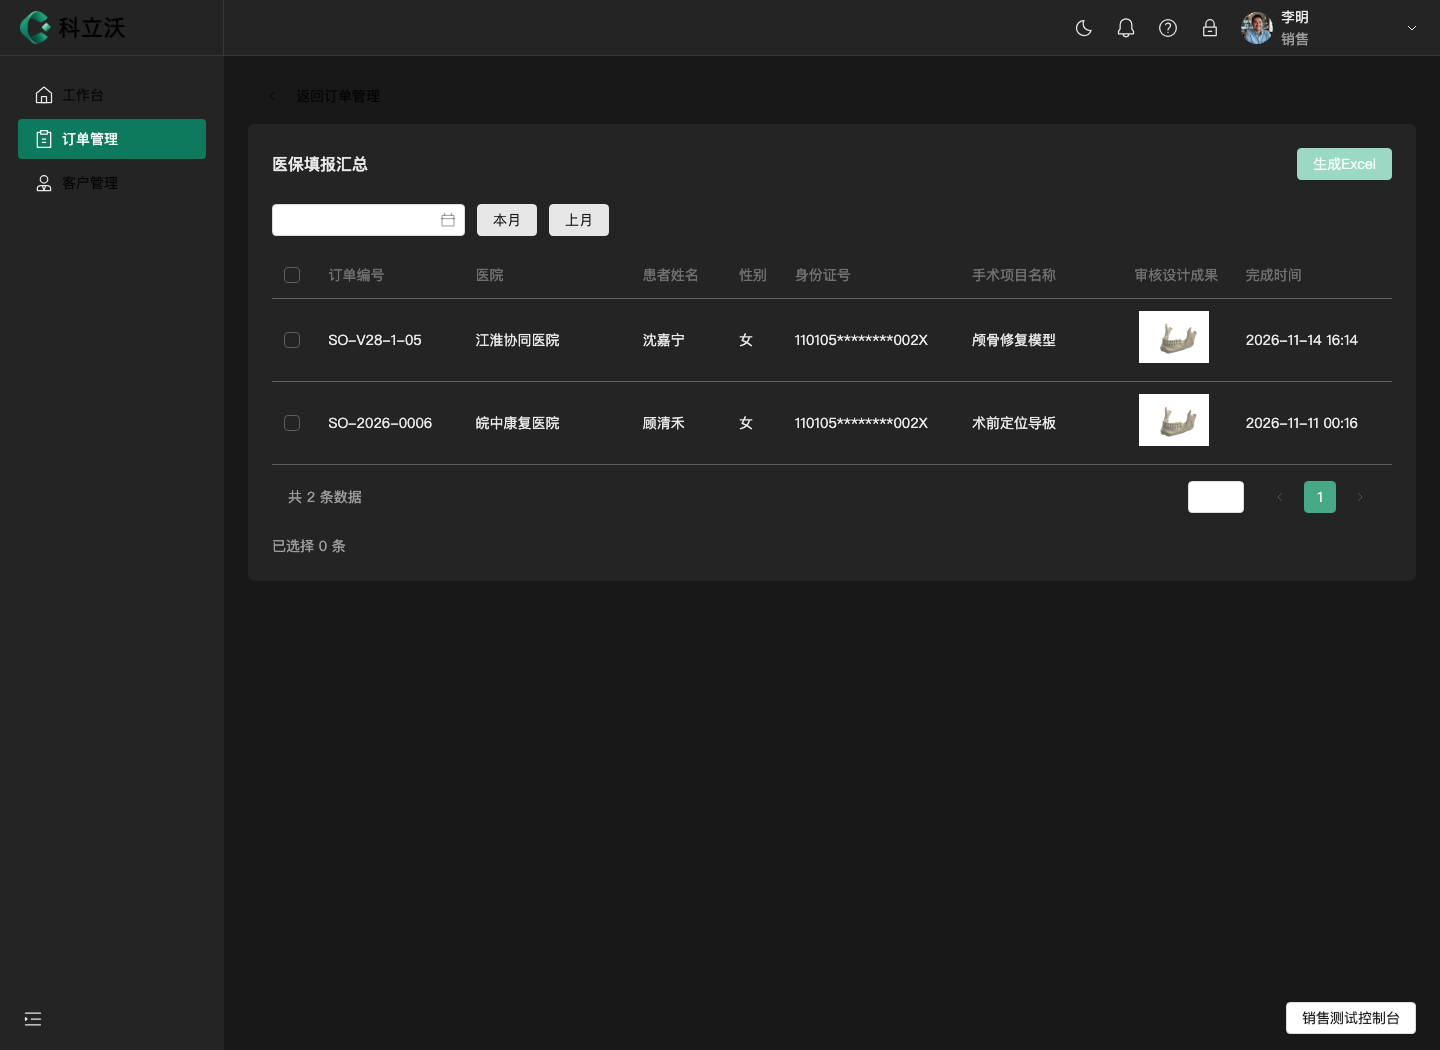 科立沃
李明
销售
工作台
订单管理
客户管理
返回订单管理
医保填报汇总
生成Excel
本月
上月
订单编号 医院 患者姓名 性别 身份证号 手术项目名称 审核设计成果 完成时间
SO-V28-1-05 江淮协同医院 沈嘉宁 女 110105********002X 颅骨修复模型 2026-11-14 16:14
SO-2026-0006 皖中康复医院 顾清禾 女 110105********002X 术前定位导板 2026-11-11 00:16
共 2 条数据
1
已选择 0 条
销售测试控制台